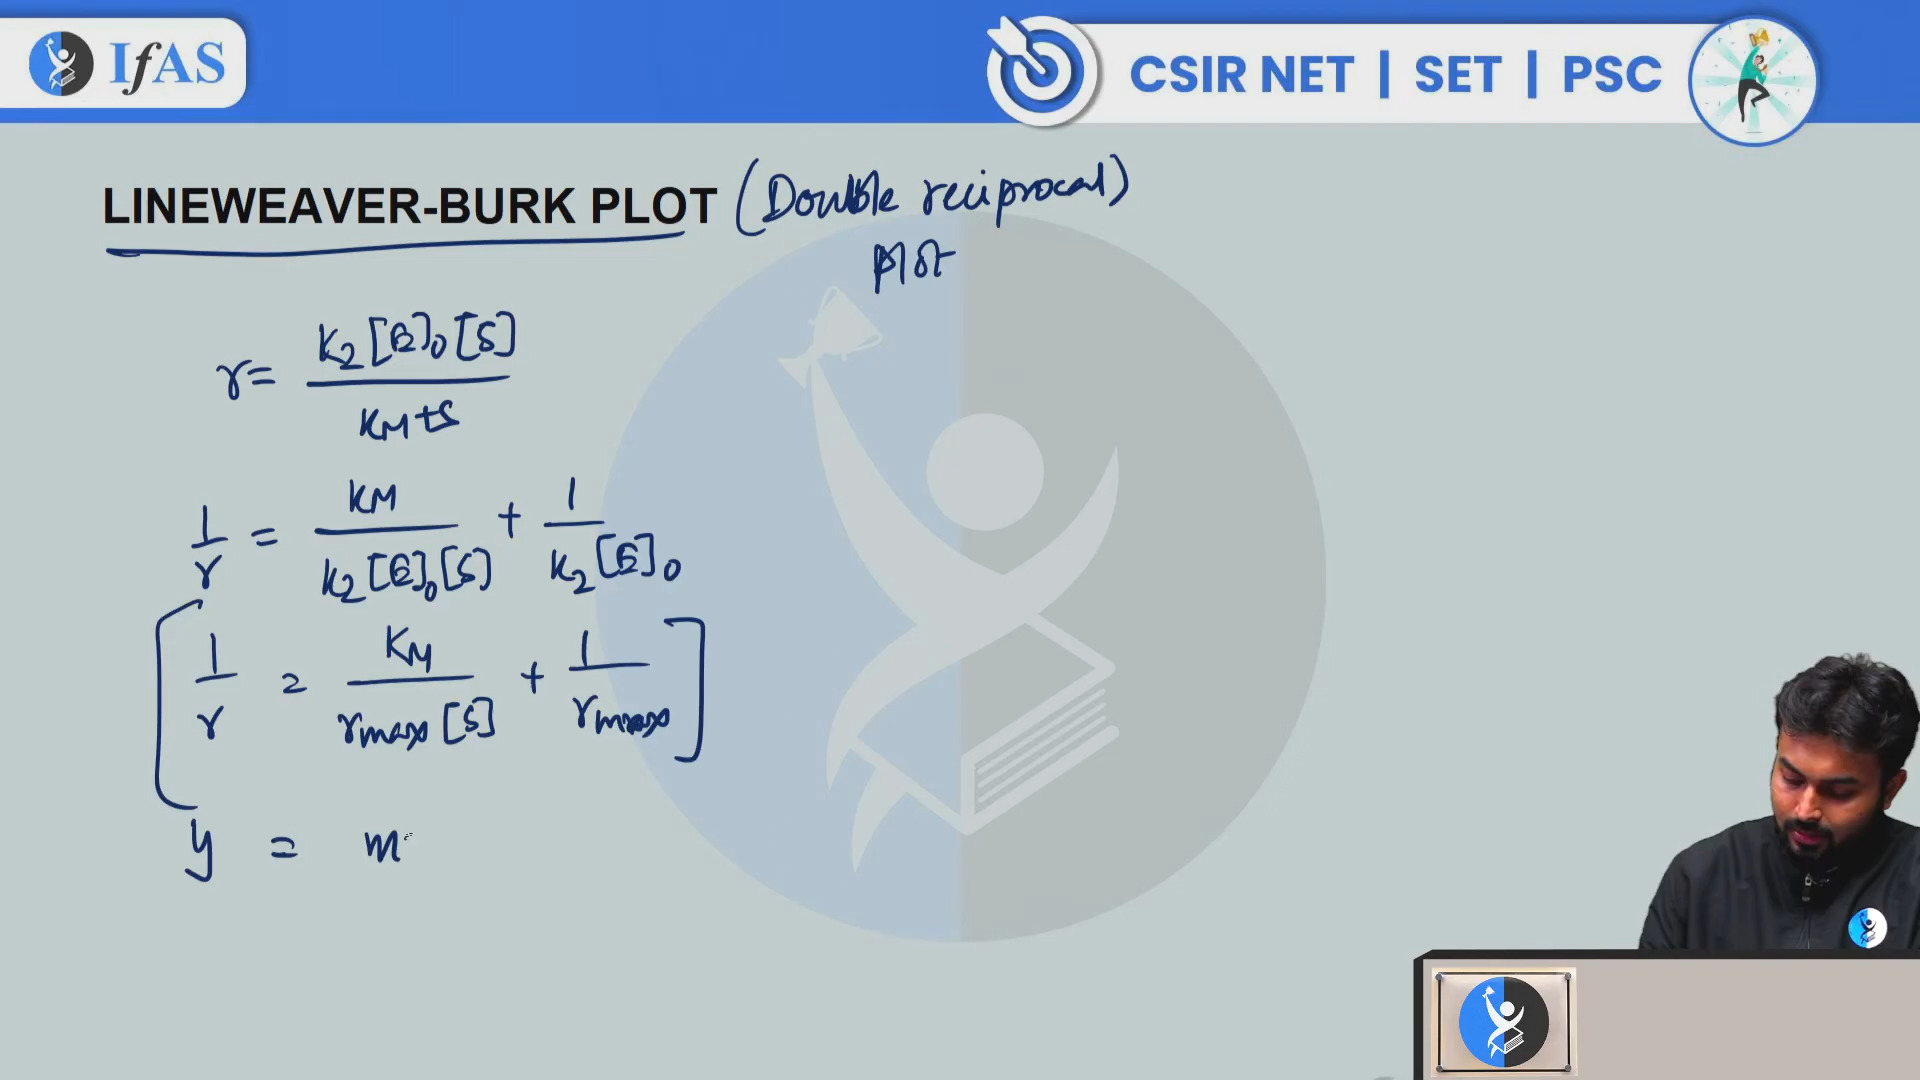 IfAS
CSIR NET | SET | PSC
LINEWEAVER-BURK PLOT (Double reciprocal)
plot
r = k2[E]0[S] / KM+S
1/r = KM / k2[E]0[S] + 1 / k2[E]0
[1/r = KM / rmax[S] + 1 / rmax]
y = m